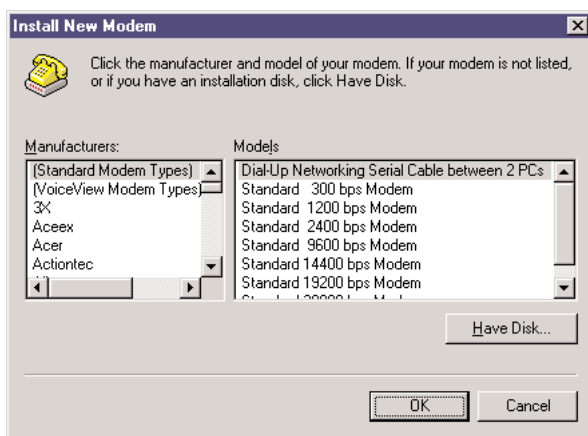 Install New Modem
Click the manufacturer and model of your modem. If your modem is not listed,
or if you have an installation disk, click Have Disk.
Manufacturers:
(Standard Modem Types)
(VoiceView Modem Types)
3X
Aceex
Acer
Actiontec
Models
Dial-Up Networking Serial Cable between 2 PCs
Standard 300 bps Modem
Standard 1200 bps Modem
Standard 2400 bps Modem
Standard 9600 bps Modem
Standard 14400 bps Modem
Standard 19200 bps Modem
Have Disk...
OK
Cancel